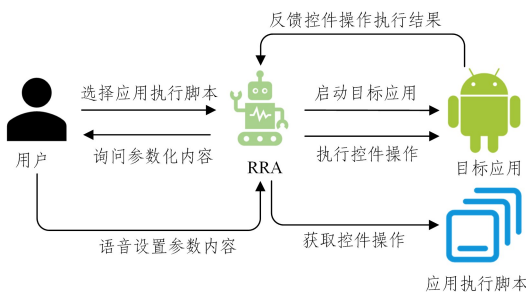 反馈控件操作执行结果
选择应用执行脚本
启动目标应用
询问参数化内容
执行控件操作
用户
RRA
目标应用
语音设置参数内容
获取控件操作
应用执行脚本